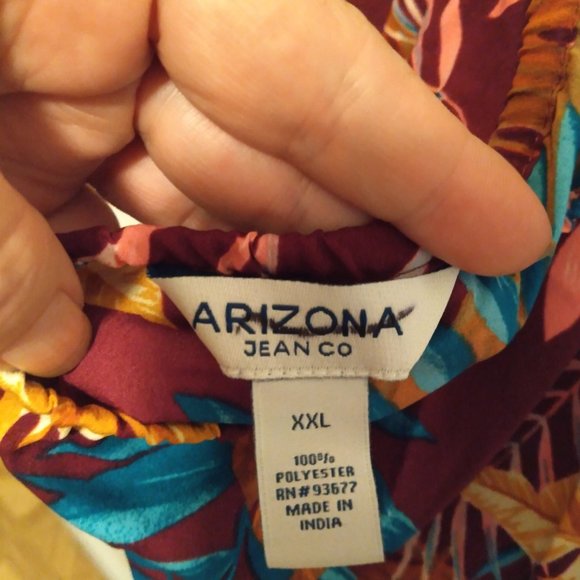 ARIZONA
JEAN CO
XXL
100%
POLYESTER
RN#93677
MADE IN
INDIA